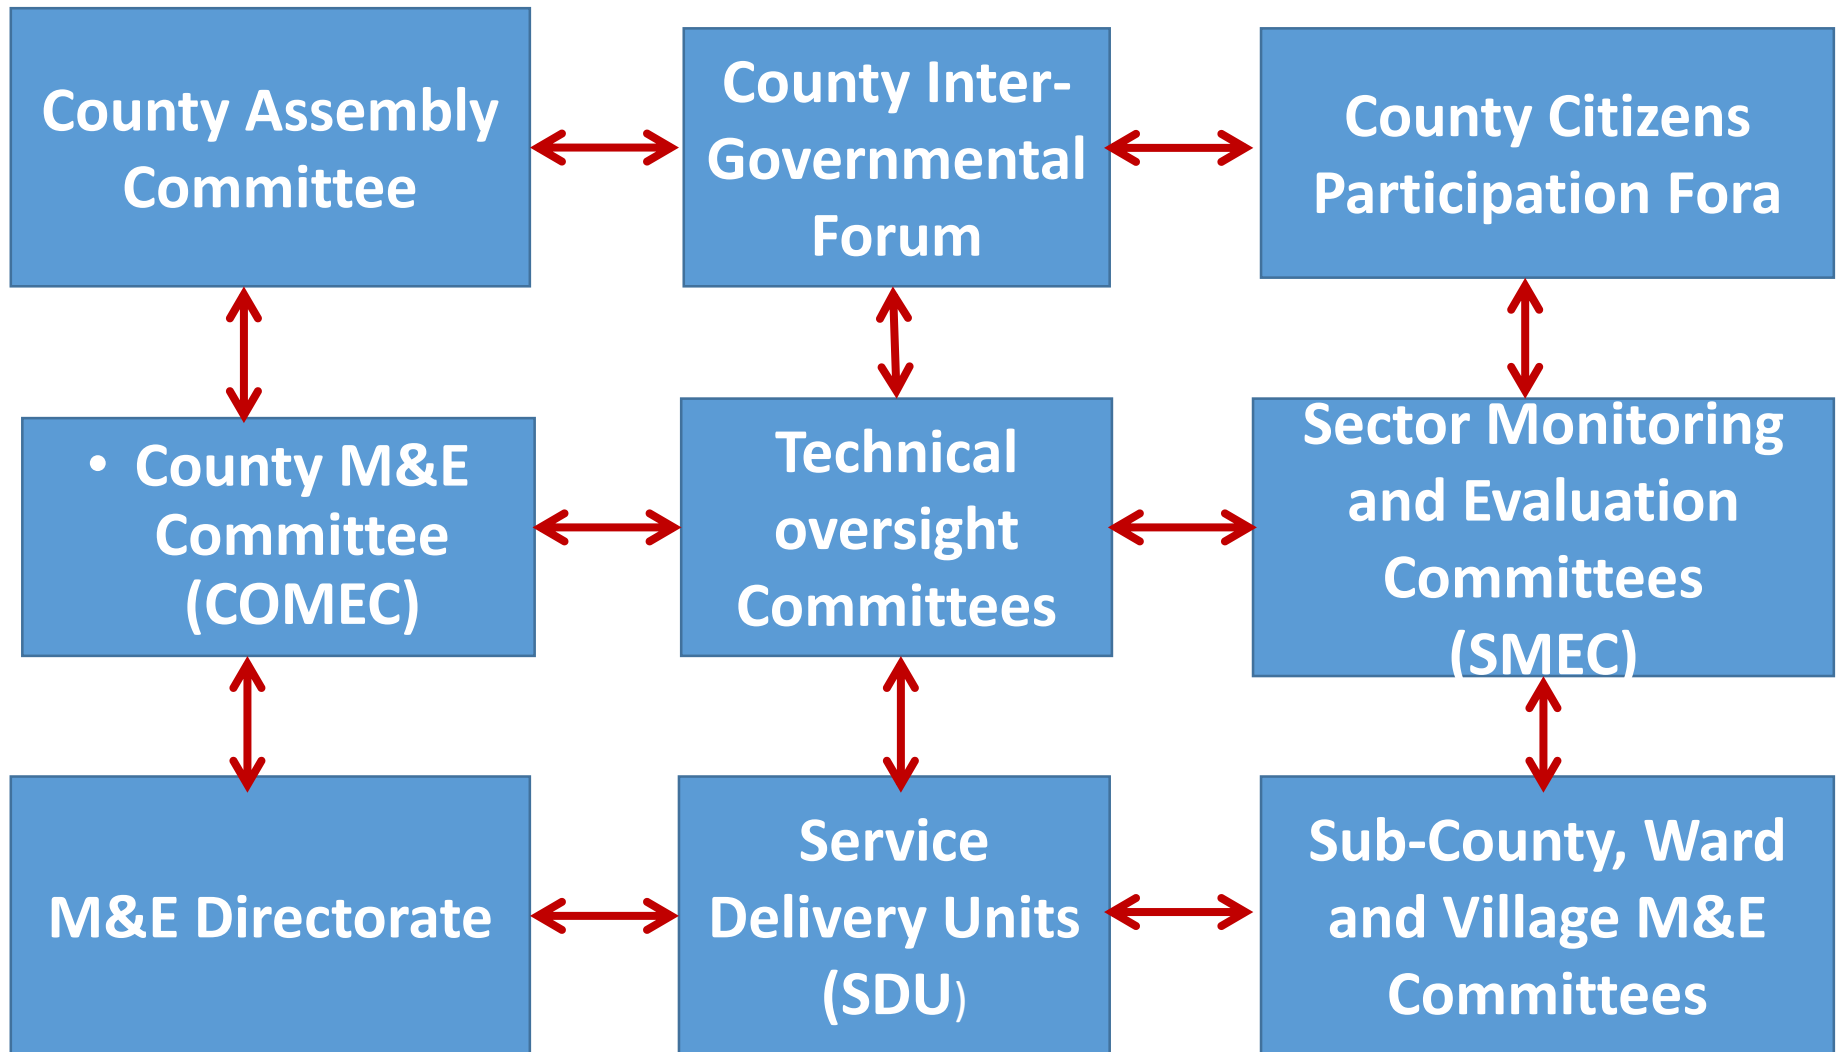 County Assembly
Committee
County Inter-
Governmental
Forum
County Citizens
Participation Fora
• County M&E
Committee
(COMEC)
Technical
oversight
Committees
Sector Monitoring
and Evaluation
Committees
(SMEC)
M&E Directorate
Service
Delivery Units
(SDU)
Sub-County, Ward
and Village M&E
Committees